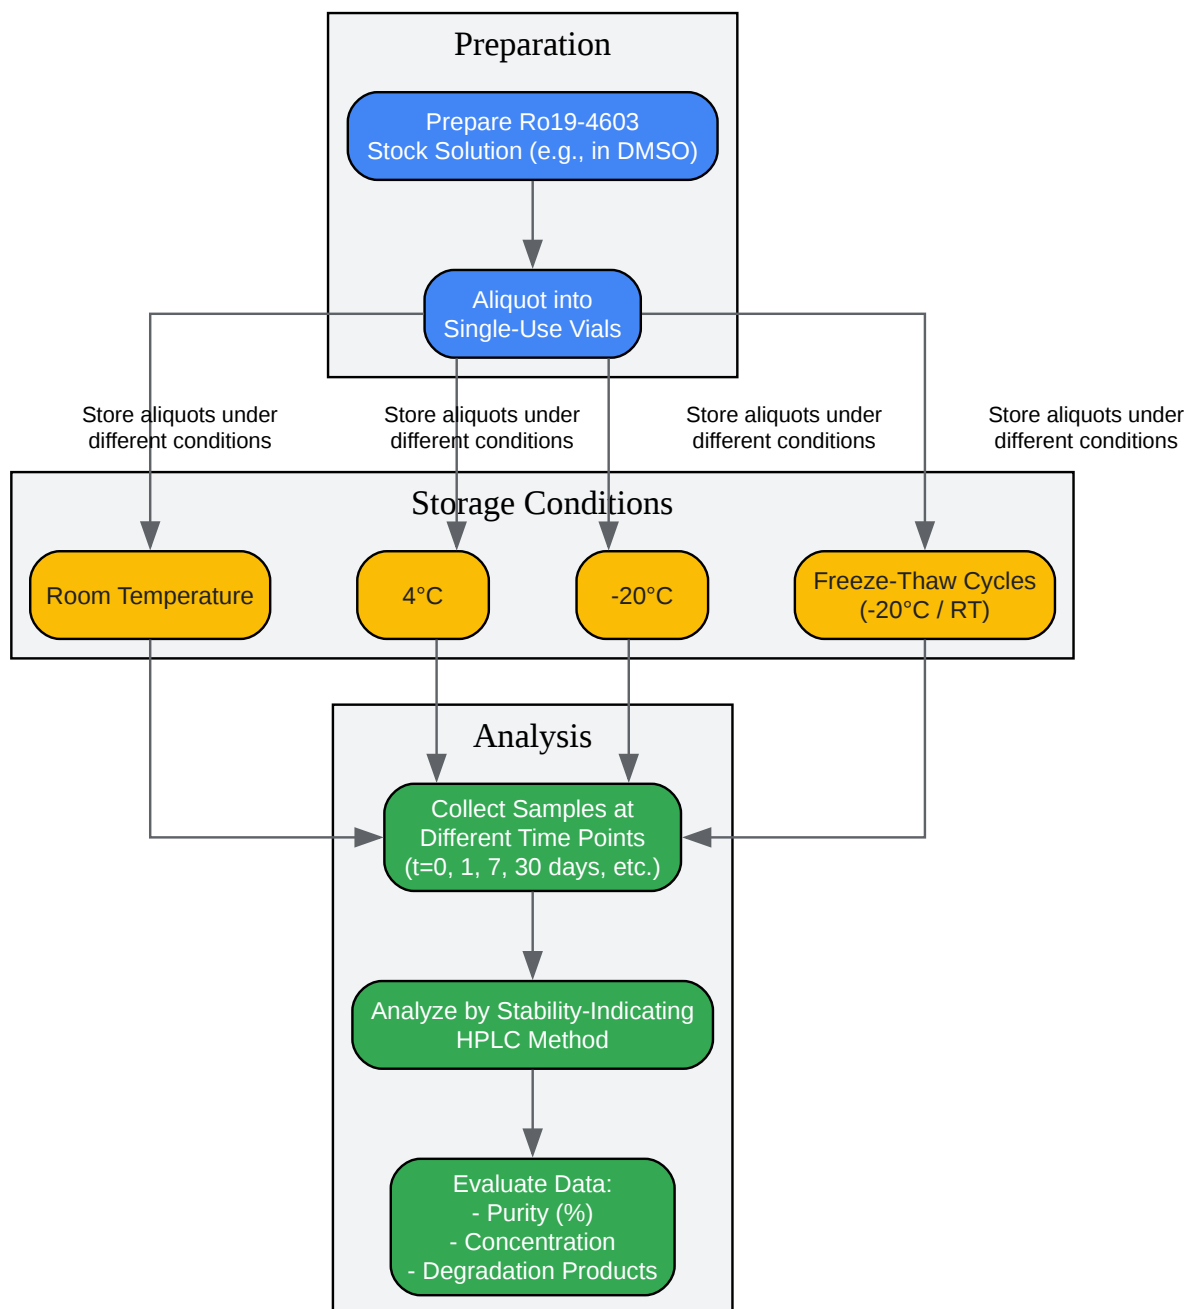 Preparation
Prepare Ro19-4603
Stock Solution (e.g., in DMSO)
Aliquot into
Single-Use Vials
Store aliquots under
different conditions
Store aliquots under
different conditions
Store aliquots under
different conditions
Store aliquots under
different conditions
Storage Conditions
Room Temperature
4°C
-20°C
Freeze-Thaw Cycles
(-20°C / RT)
Analysis
Collect Samples at
Different Time Points
(t=0, 1, 7, 30 days, etc.)
Analyze by Stability-Indicating
HPLC Method
Evaluate Data:
- Purity (%)
- Concentration
- Degradation Products